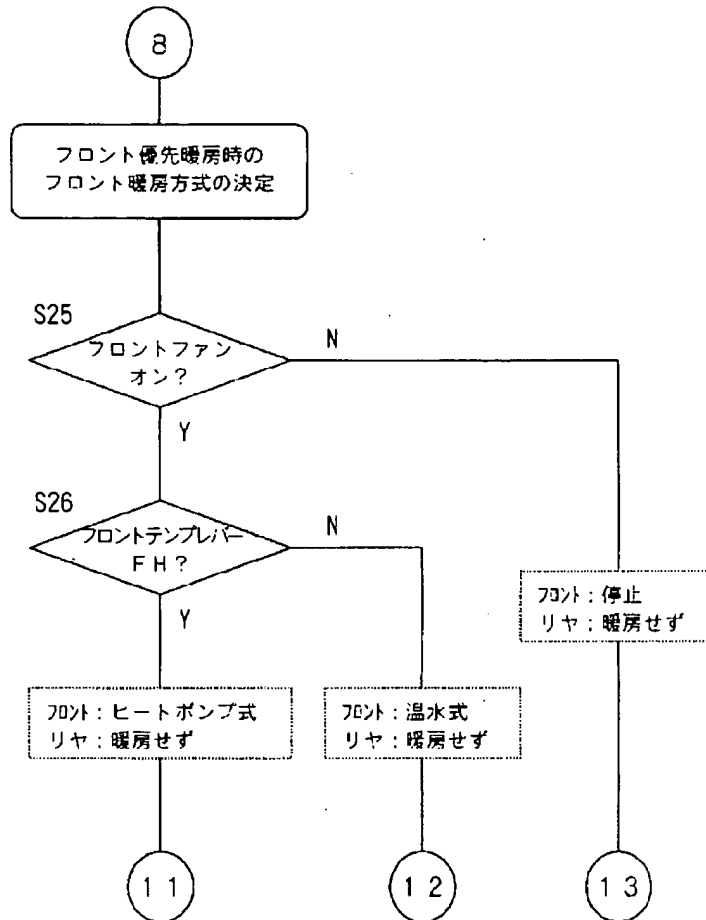 8
フロント優先暖房時の
フロント暖房方式の決定
S25
フロントファン
オン?
N
Y
S26
フロントテンプレバー
FH?
N
Y
フロント:停止
リヤ:暖房せず
フロント:ヒートポンプ式
リヤ:暖房せず
フロント:温水式
リヤ:暖房せず
11
12
13